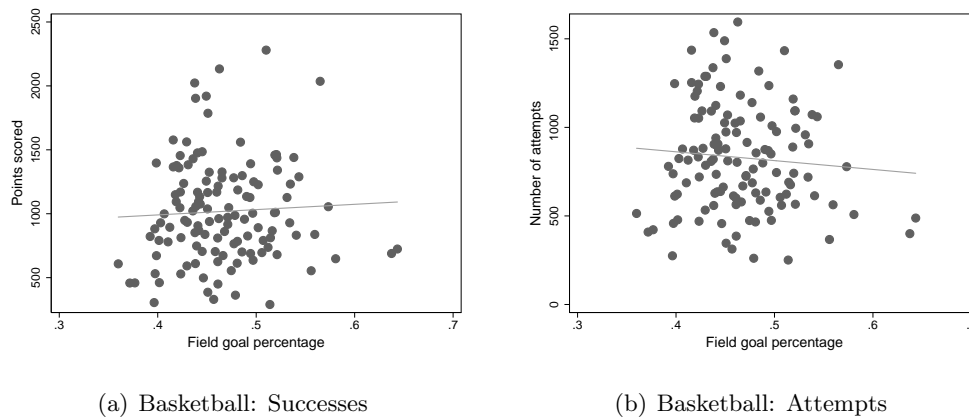 2500
2000
1500
1000
500
Points scored
.3 .4 .5 .6 .7
Field goal percentage
(a) Basketball: Successes
1500
1000
500
0
Number of attempts
.3 .4 .5 .6
Field goal percentage
(b) Basketball: Attempts